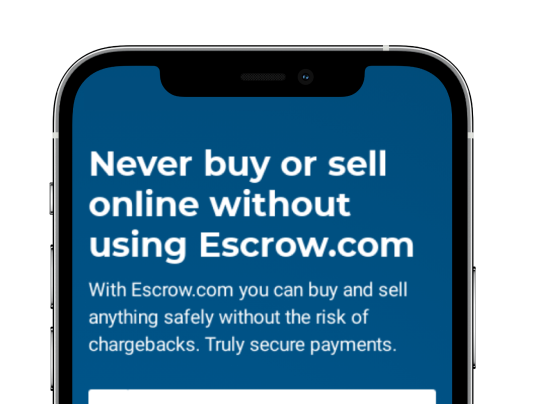 Never buy or sell
online without
using Escrow.com
With Escrow.com you can buy and sell
anything safely without the risk of
chargebacks. Truly secure payments.